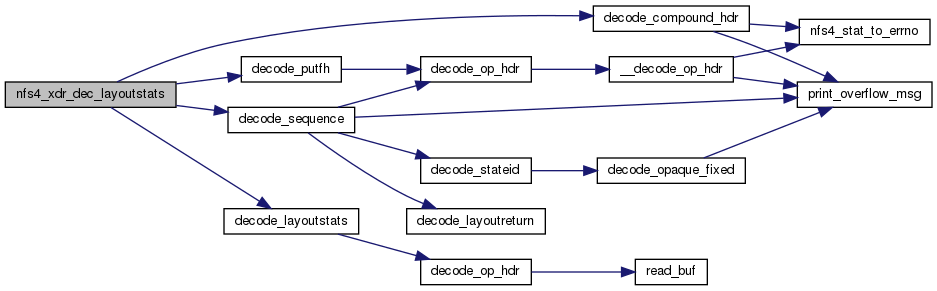 decode_compound_hdr
nfs4_stat_to_errno
decode_putfh
decode_op_hdr
__decode_op_hdr
nfs4_xdr_dec_layoutstats
print_overflow_msg
decode_sequence
decode_stateid
decode_opaque_fixed
decode_layoutstats
decode_layoutreturn
decode_op_hdr
read_buf